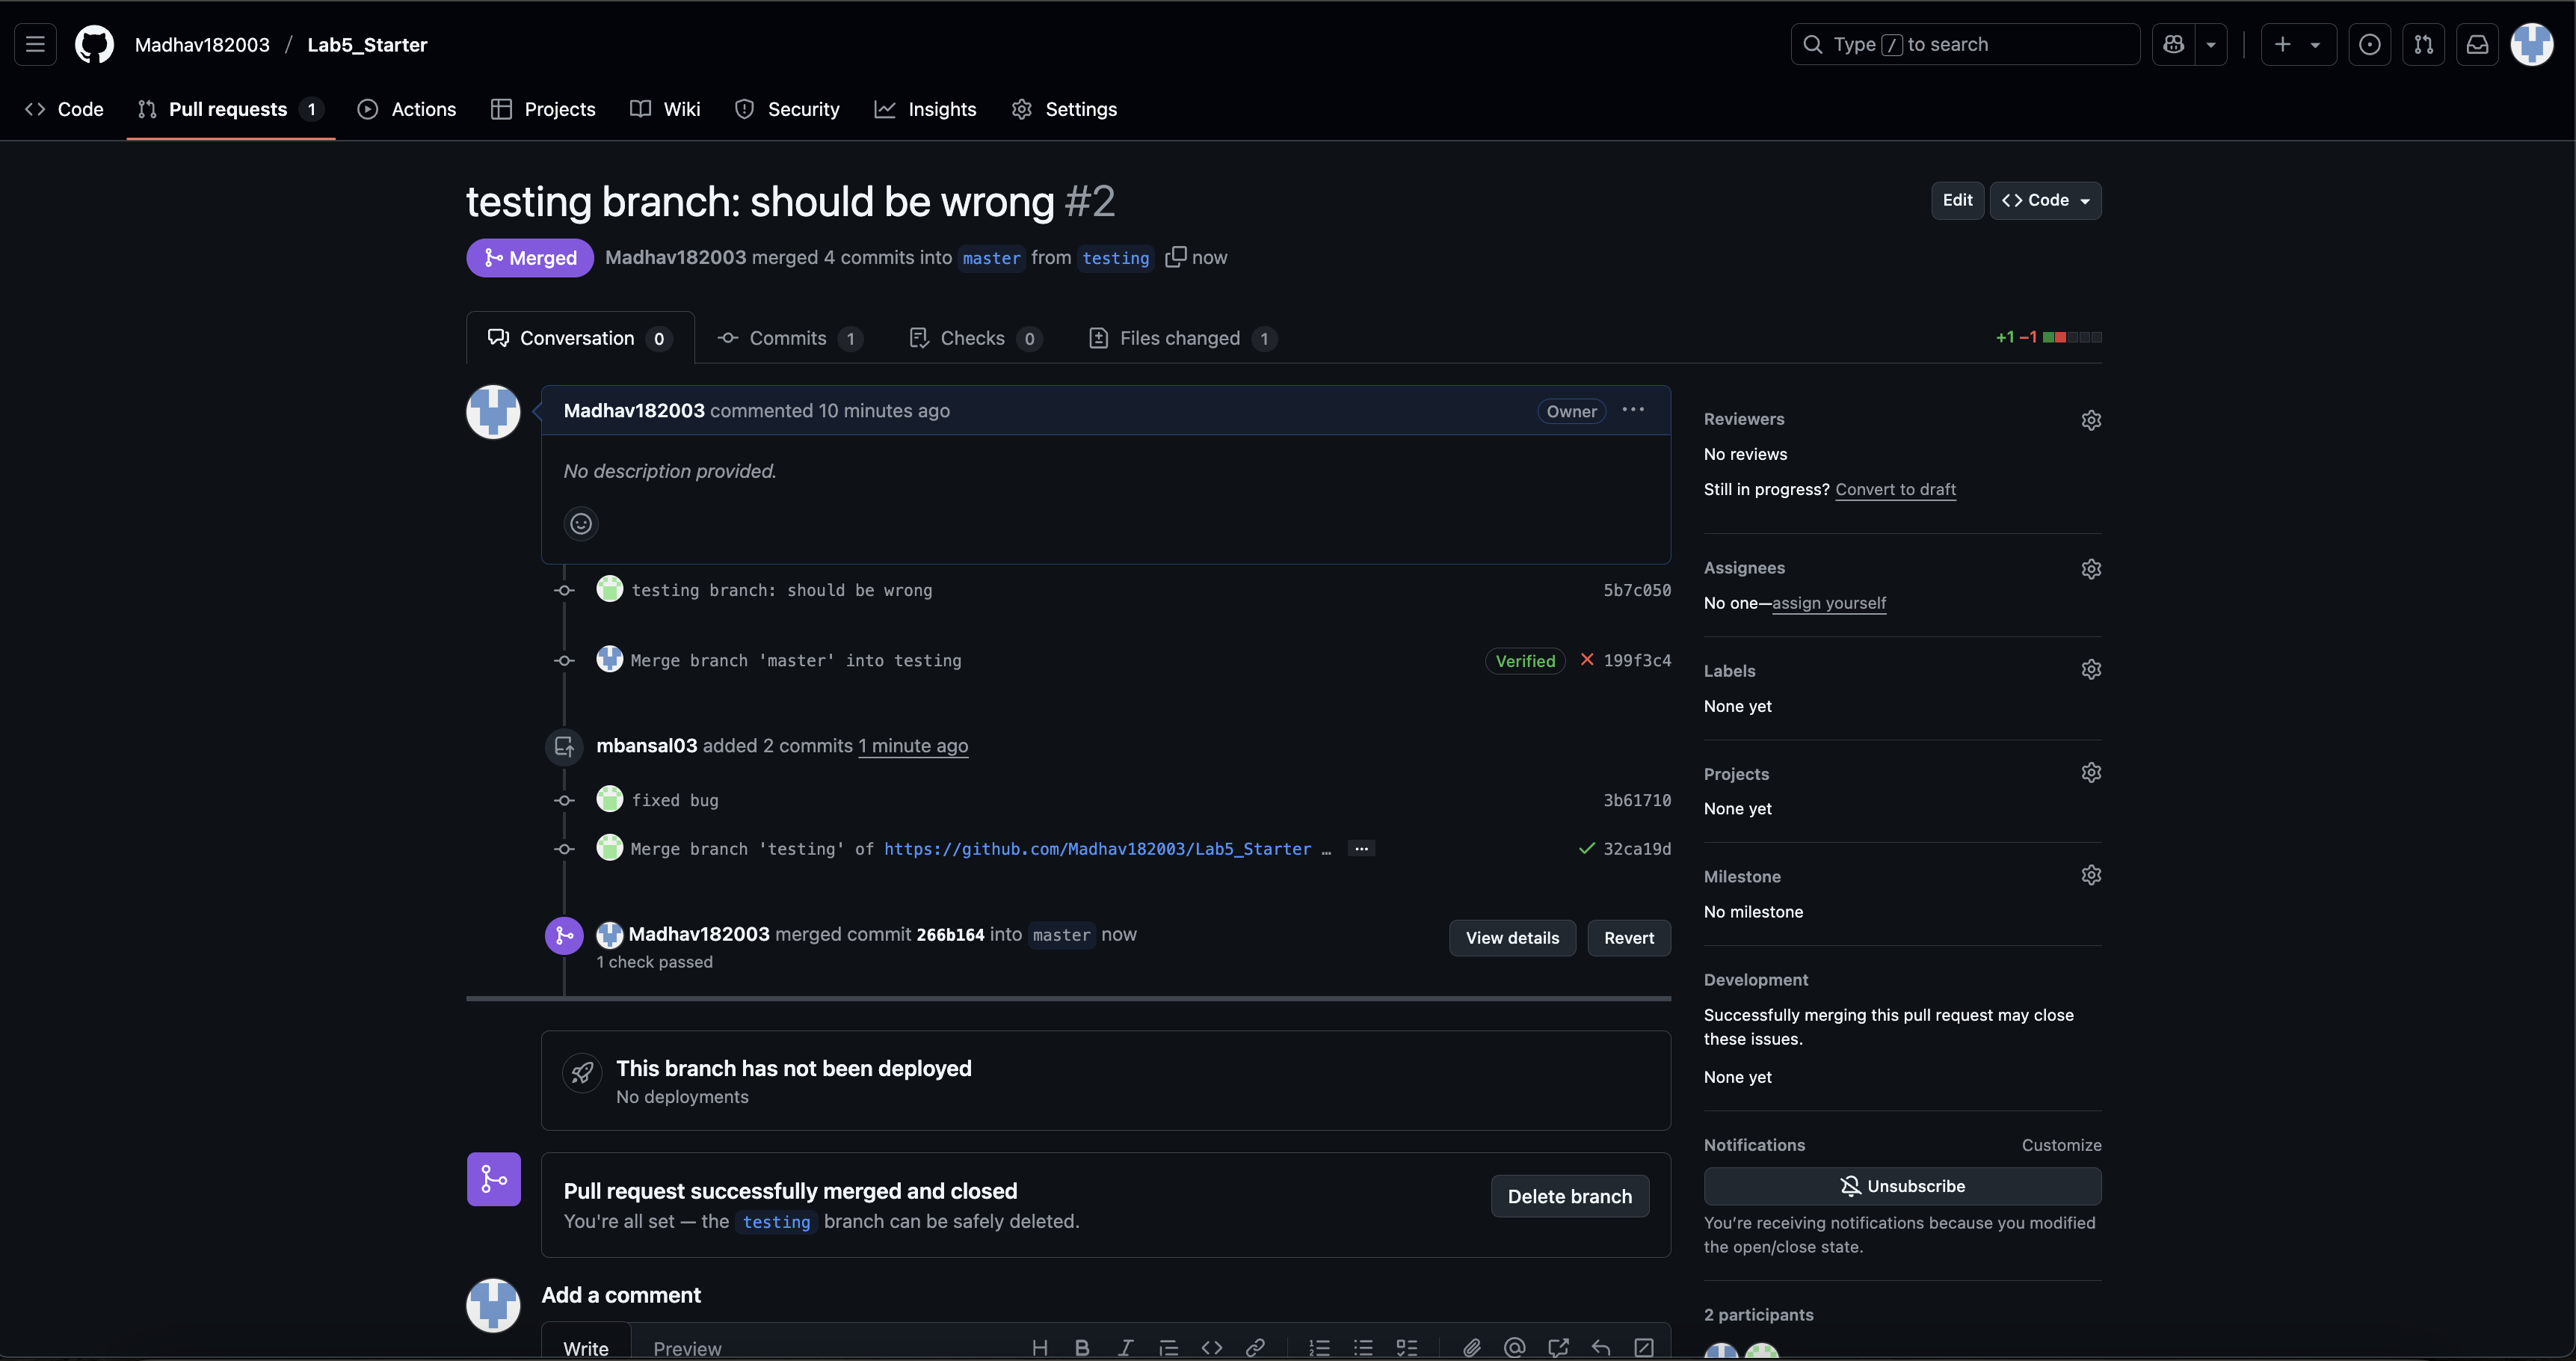 Madhav182003 / Lab5_Starter
Type / to search
Code
Pull requests 1
Actions
Projects
Wiki
Security
Insights
Settings
testing branch: should be wrong #2
Edit
Code
Merged
Madhav182003 merged 4 commits into master from testing now
Conversation 0
Commits 1
Checks 0
Files changed 1
+1 −1
Madhav182003 commented 10 minutes ago
Owner
No description provided.
testing branch: should be wrong
5b7c050
Merge branch 'master' into testing
Verified
199f3c4
mbansal03 added 2 commits 1 minute ago
fixed bug
3b61710
Merge branch 'testing' of https://github.com/Madhav182003/Lab5_Starter …
32ca19d
Madhav182003 merged commit 266b164 into master now
1 check passed
View details
Revert
This branch has not been deployed
No deployments
Pull request successfully merged and closed
You're all set — the testing branch can be safely deleted.
Delete branch
Add a comment
Write
Preview
Reviewers
No reviews
Still in progress? Convert to draft
Assignees
No one—assign yourself
Labels
None yet
Projects
None yet
Milestone
No milestone
Development
Successfully merging this pull request may close
these issues.
None yet
Notifications
Customize
Unsubscribe
You're receiving notifications because you modified
the open/close state.
2 participants